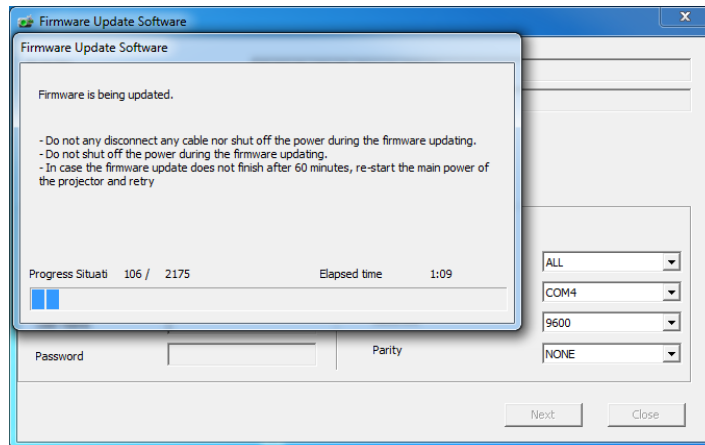 Firmware Update Software
x
Firmware Update Software
Firmware is being updated.
- Do not any disconnect any cable nor shut off the power during the firmware updating.
- Do not shut off the power during the firmware updating.
- In case the firmware update does not finish after 60 minutes, re-start the main power of
the projector and retry
Progress Situati 106 / 2175 Elapsed time 1:09
ALL
COM4
9600
Password Parity NONE
Next Close